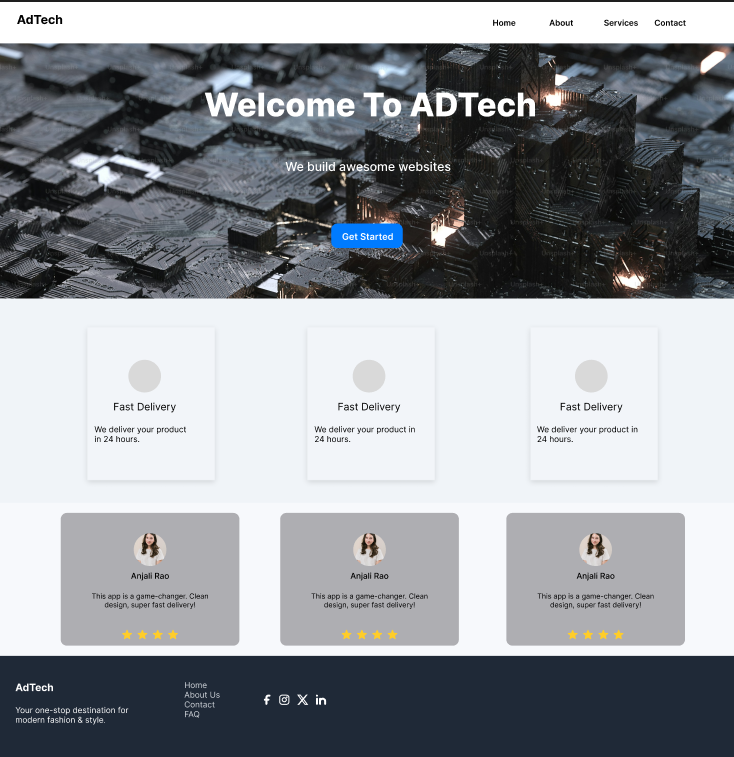 AdTech
Home About Services Contact
Welcome To ADTech
We build awesome websites
Get Started
Fast Delivery
We deliver your product
in 24 hours.
Fast Delivery
We deliver your product in
24 hours.
Fast Delivery
We deliver your product in
24 hours.
Anjali Rao
This app is a game-changer. Clean
design, super fast delivery!
Anjali Rao
This app is a game-changer. Clean
design, super fast delivery!
Anjali Rao
This app is a game-changer. Clean
design, super fast delivery!
AdTech
Your one-stop destination for
modern fashion & style.
Home
About Us
Contact
FAQ